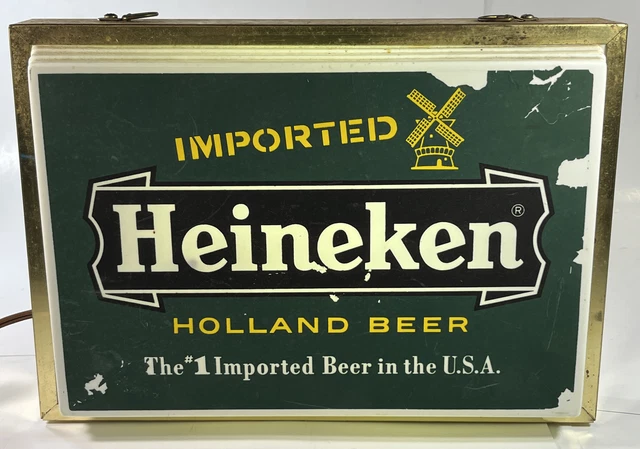 IMPORTED
Heineken®
HOLLAND BEER
The #1 Imported Beer in the U.S.A.